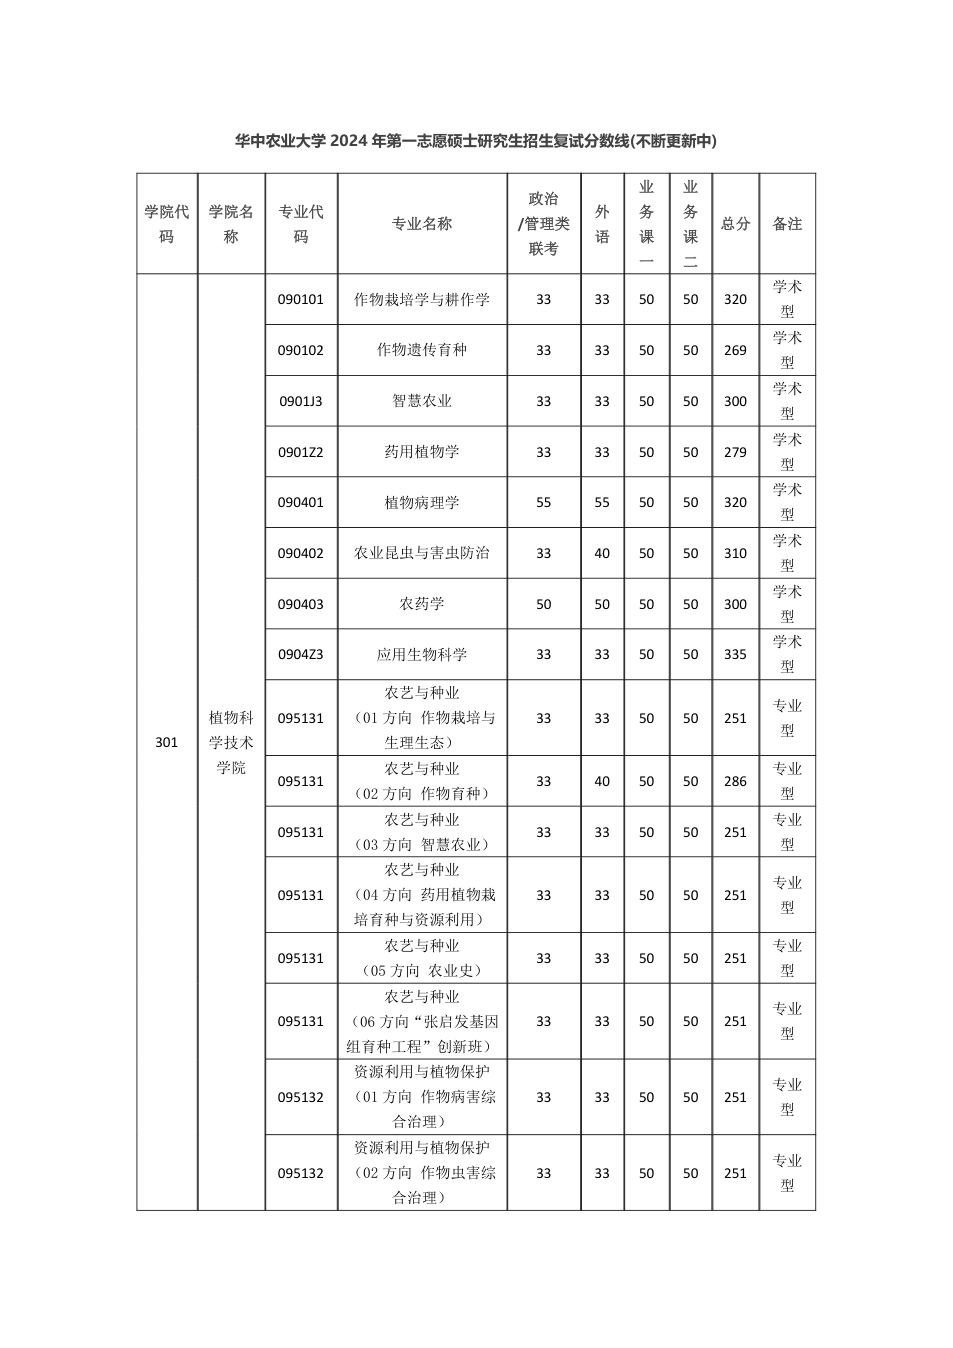 华中农业大学 2024 年第一志愿硕士研究生招生复试分数线(不断更新中)
学院代码 学院名称 专业代码 专业名称 政治/管理类联考 外语 业务课一 业务课二 总分 备注
301 植物科学技术学院
090101 作物栽培学与耕作学 33 33 50 50 320 学术型
090102 作物遗传育种 33 33 50 50 269 学术型
0901J3 智慧农业 33 33 50 50 300 学术型
0901Z2 药用植物学 33 33 50 50 279 学术型
090401 植物病理学 55 55 50 50 320 学术型
090402 农业昆虫与害虫防治 33 40 50 50 310 学术型
090403 农药学 50 50 50 50 300 学术型
0904Z3 应用生物科学 33 33 50 50 335 学术型
095131 农艺与种业（01 方向 作物栽培与生理生态） 33 33 50 50 251 专业型
095131 农艺与种业（02 方向 作物育种） 33 40 50 50 286 专业型
095131 农艺与种业（03 方向 智慧农业） 33 33 50 50 251 专业型
095131 农艺与种业（04 方向 药用植物栽培育种与资源利用） 33 33 50 50 251 专业型
095131 农艺与种业（05 方向 农业史） 33 33 50 50 251 专业型
095131 农艺与种业（06 方向“张启发基因组育种工程”创新班） 33 33 50 50 251 专业型
095132 资源利用与植物保护（01 方向 作物病害综合治理） 33 33 50 50 251 专业型
095132 资源利用与植物保护（02 方向 作物虫害综合治理） 33 33 50 50 251 专业型